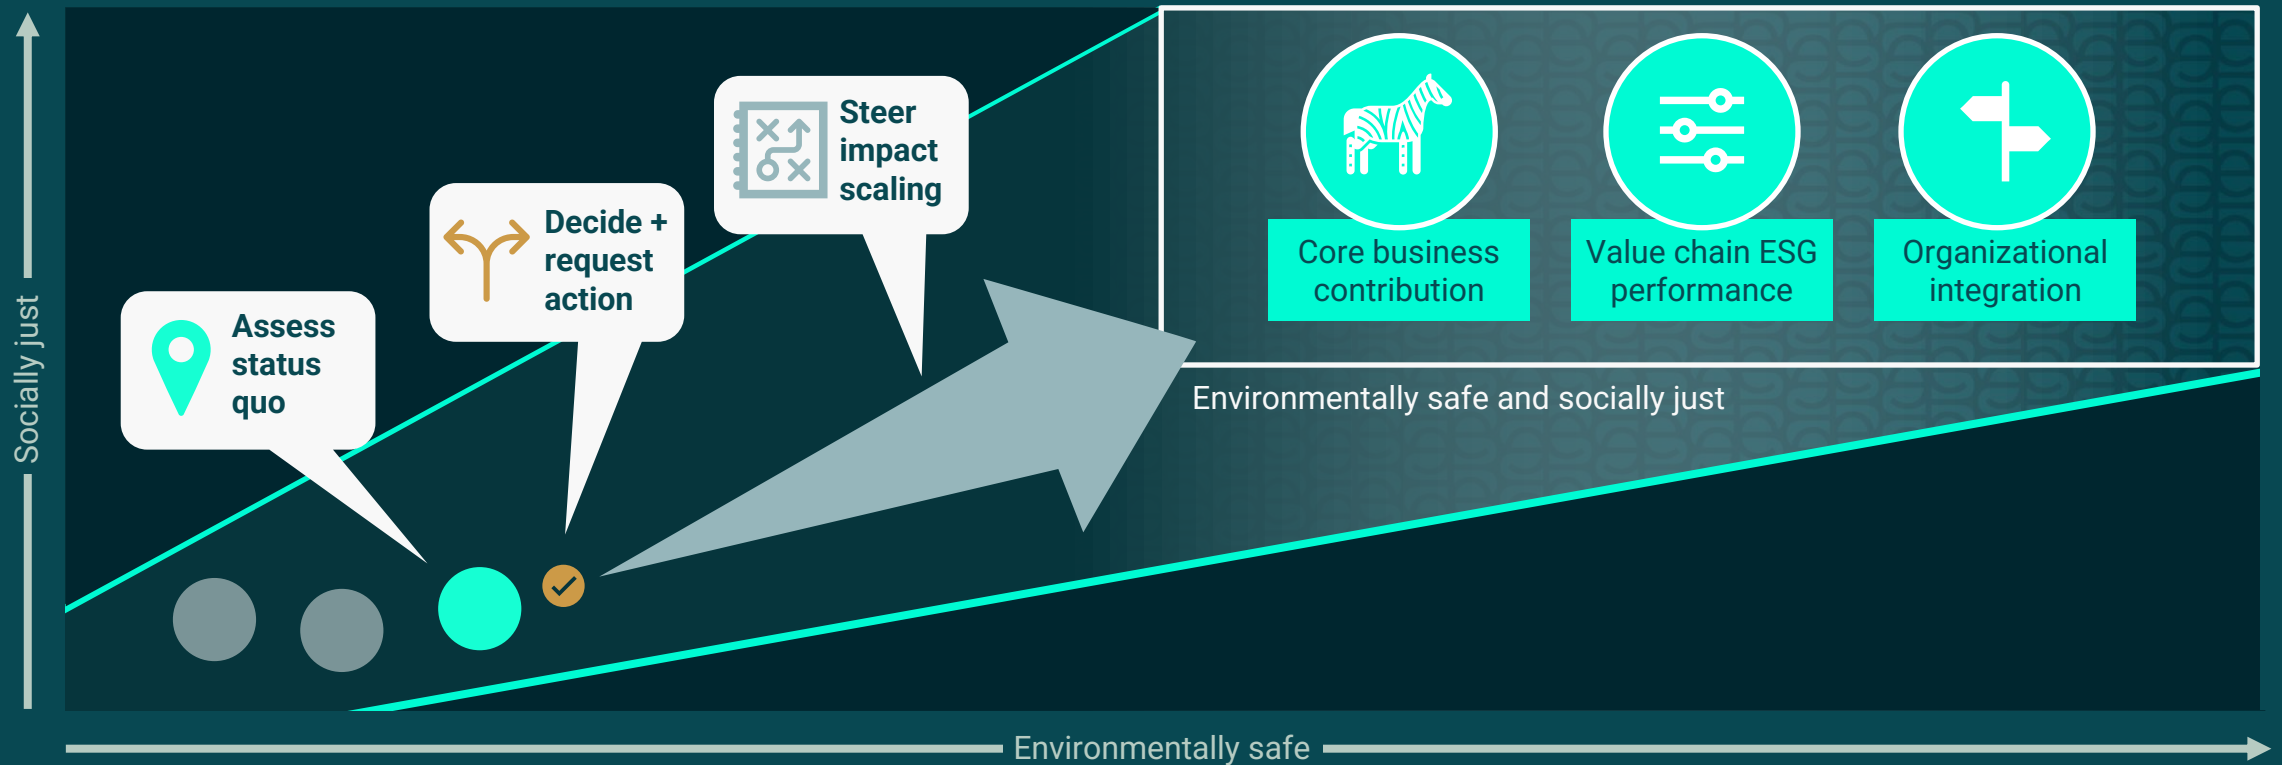 Socially just
Assess
status
quo
Decide +
request
action
Steer
impact
scaling
Core business
contribution
Value chain ESG
performance
Organizational
integration
Environmentally safe and socially just
Environmentally safe